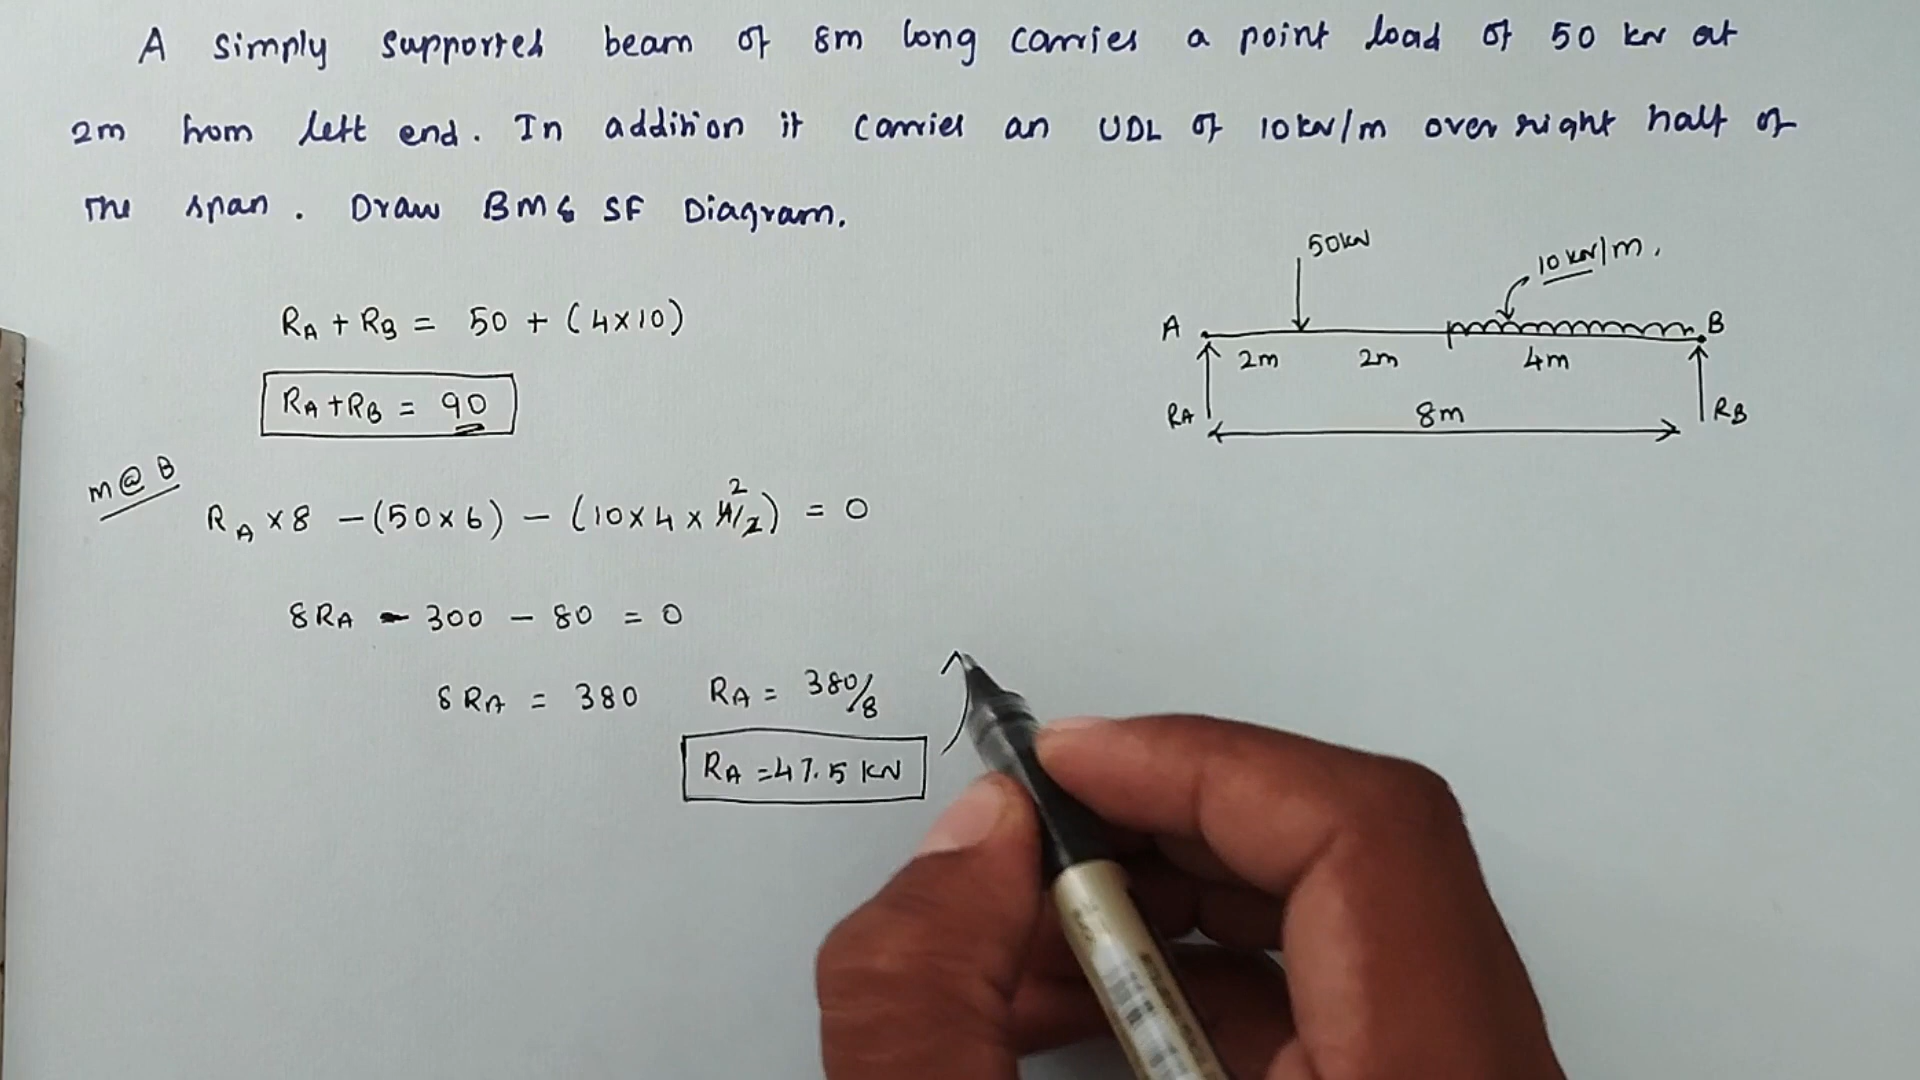 A simply supported beam of 8m long carries a point load of 50 kN at
2m from left end. In addition it carries an UDL of 10kN/m over right half of
the span. Draw BM & SF Diagram.
RA + RB = 50 + (4×10)
RA+RB = 90
m@B
RA ×8 -(50×6) - (10×4×4/2) = 0
2
8RA - 300 - 80 = 0
8RA = 380 RA = 380/8
RA =47.5 KN
50kN
10 kN/m.
A B
2m 2m 4m
RA 8m RB